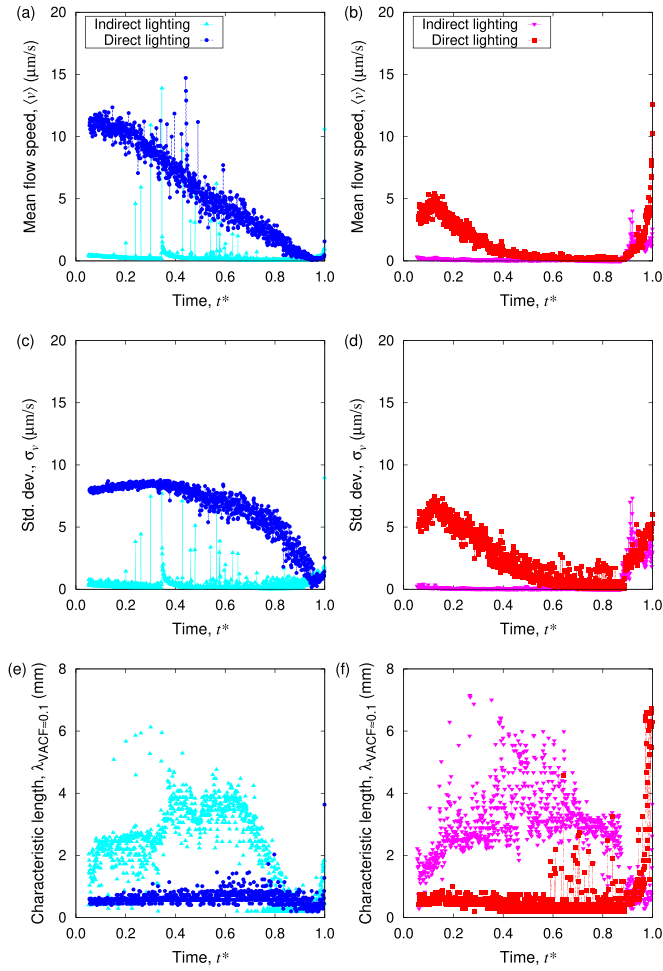 (a)
Indirect lighting
Direct lighting
Mean flow speed, ⟨v⟩ (μm/s)
20
15
10
5
0
0.0 0.2 0.4 0.6 0.8 1.0
Time, t*
(b)
Indirect lighting
Direct lighting
Mean flow speed, ⟨v⟩ (μm/s)
20
15
10
5
0
0.0 0.2 0.4 0.6 0.8 1.0
Time, t*
(c)
Std. dev., σv (μm/s)
20
15
10
5
0
0.0 0.2 0.4 0.6 0.8 1.0
Time, t*
(d)
Std. dev., σv (μm/s)
20
15
10
5
0
0.0 0.2 0.4 0.6 0.8 1.0
Time, t*
(e)
Characteristic length, λVACF≈0.1 (mm)
8
6
4
2
0
0.0 0.2 0.4 0.6 0.8 1.0
Time, t*
(f)
Characteristic length, λVACF≈0.1 (mm)
8
6
4
2
0
0.0 0.2 0.4 0.6 0.8 1.0
Time, t*